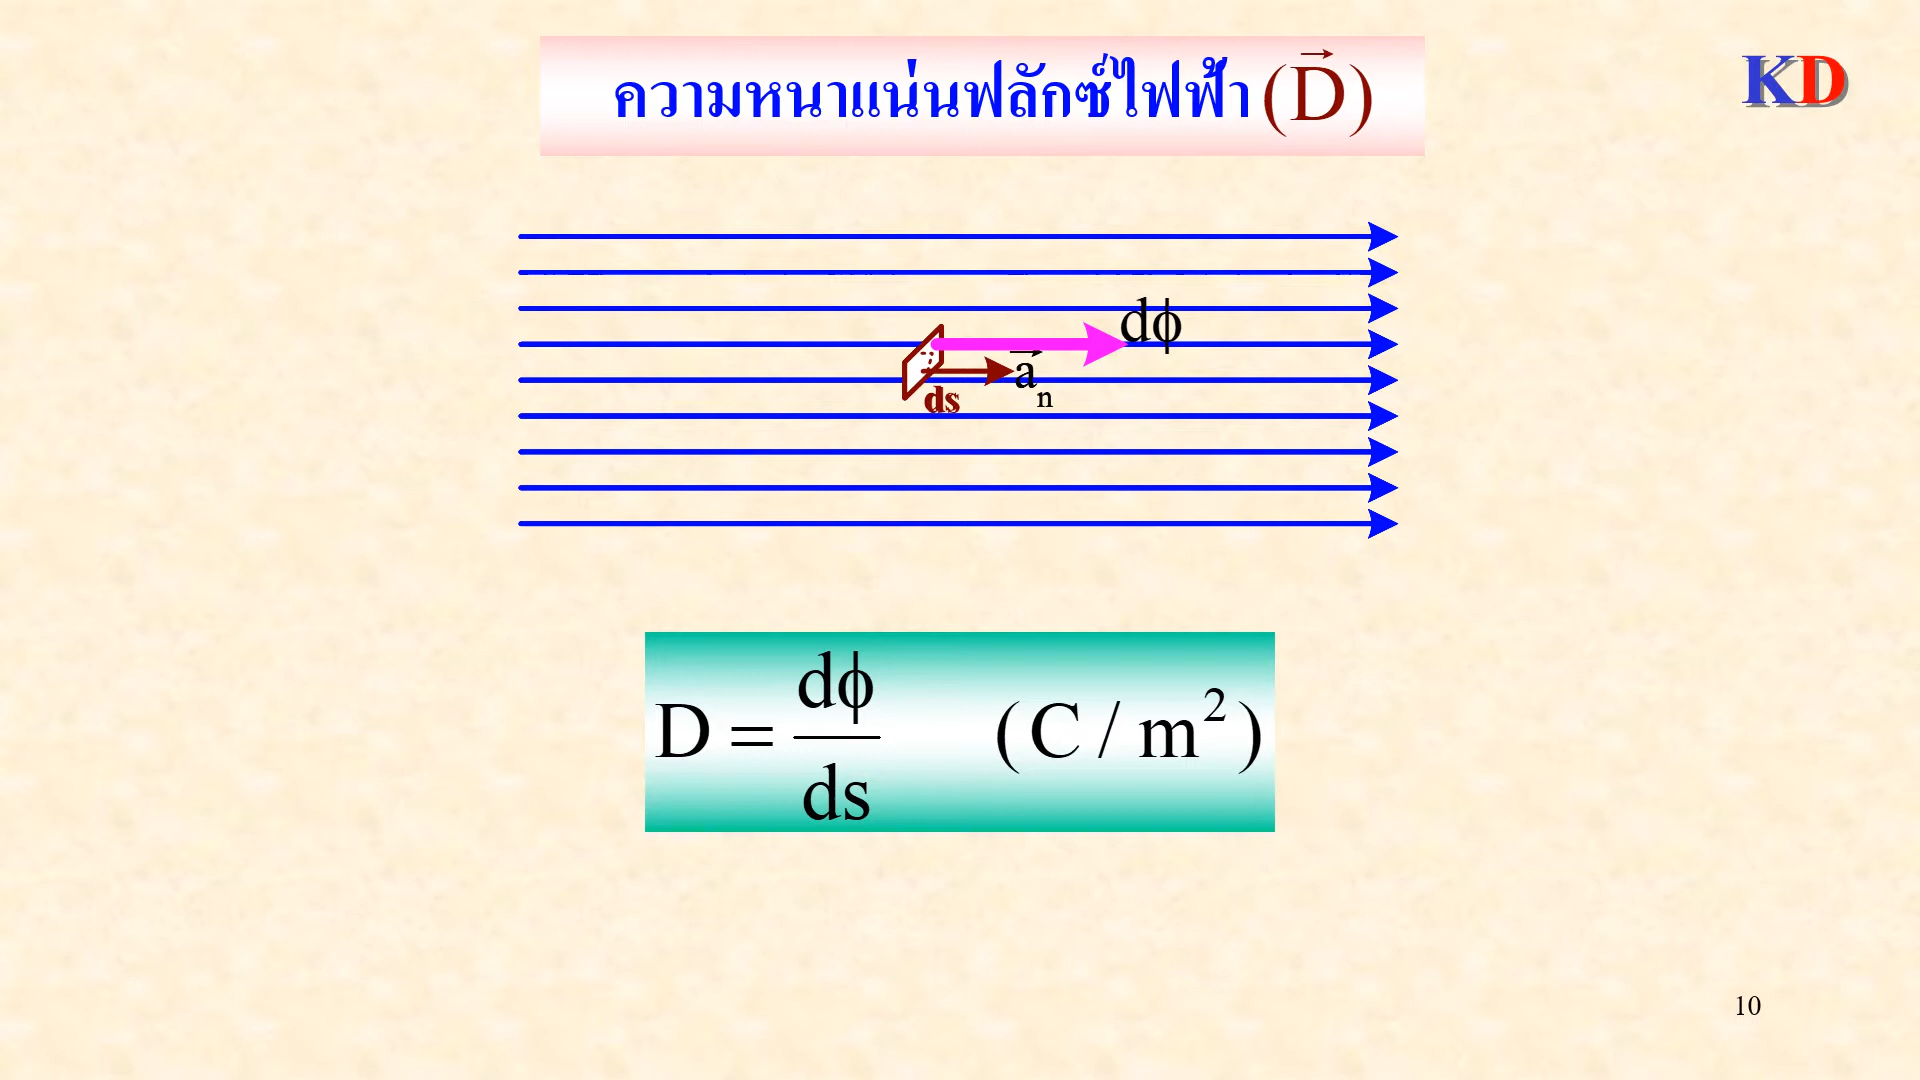 ความหนาแน่นฟลักซ์ไฟฟ้า (D⃗)
KD
dϕ
a⃗n
ds
D = dϕ/ds (C / m²)
10